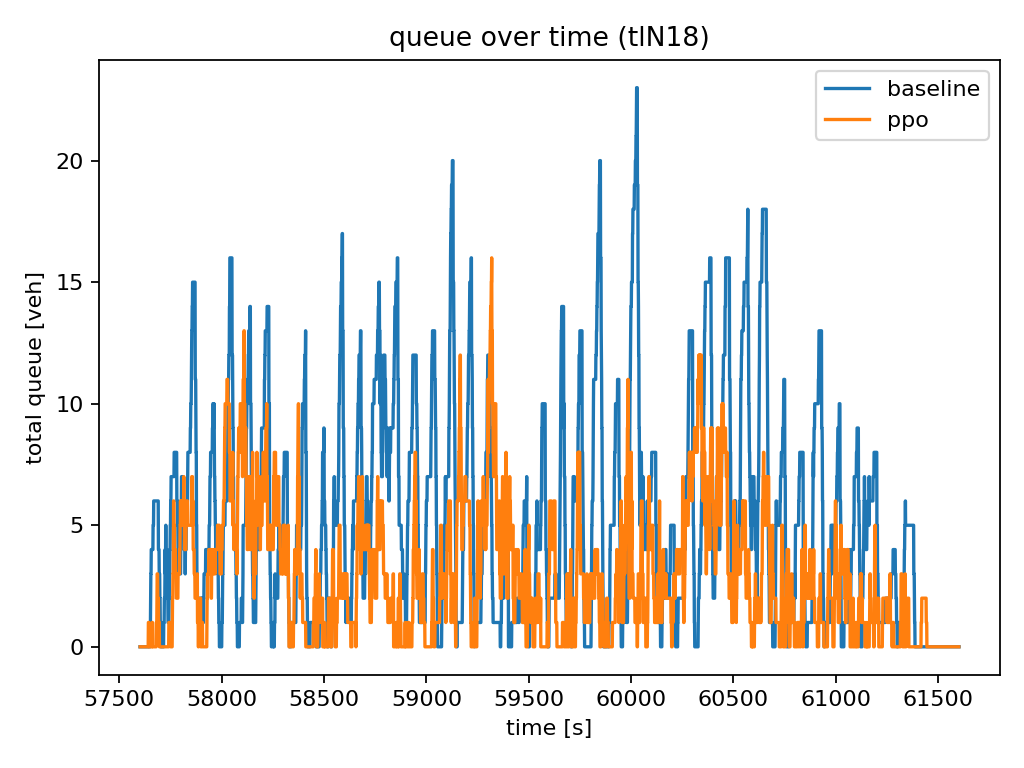 queue over time (tlN18)
baseline
ppo
total queue [veh]
20
15
10
5
0
57500 58000 58500 59000 59500 60000 60500 61000 61500
time [s]